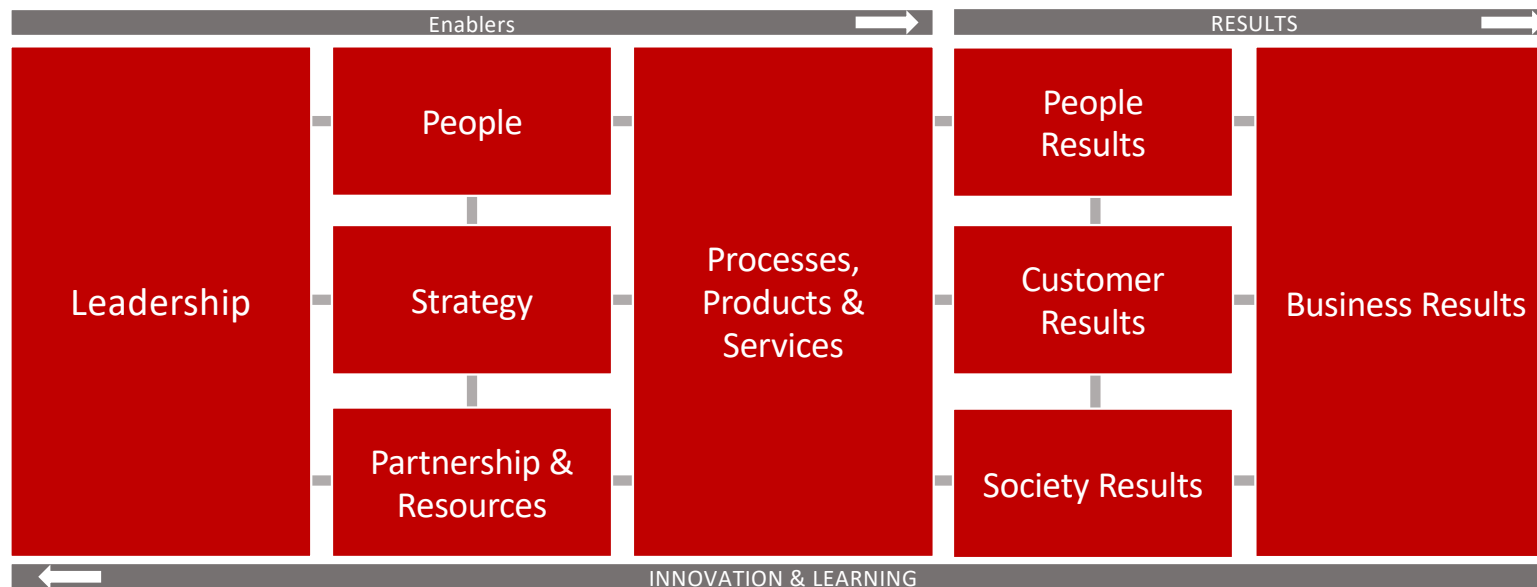 Enablers
RESULTS
Leadership
People
Strategy
Partnership &
Resources
Processes,
Products &
Services
People
Results
Customer
Results
Society Results
Business Results
INNOVATION & LEARNING